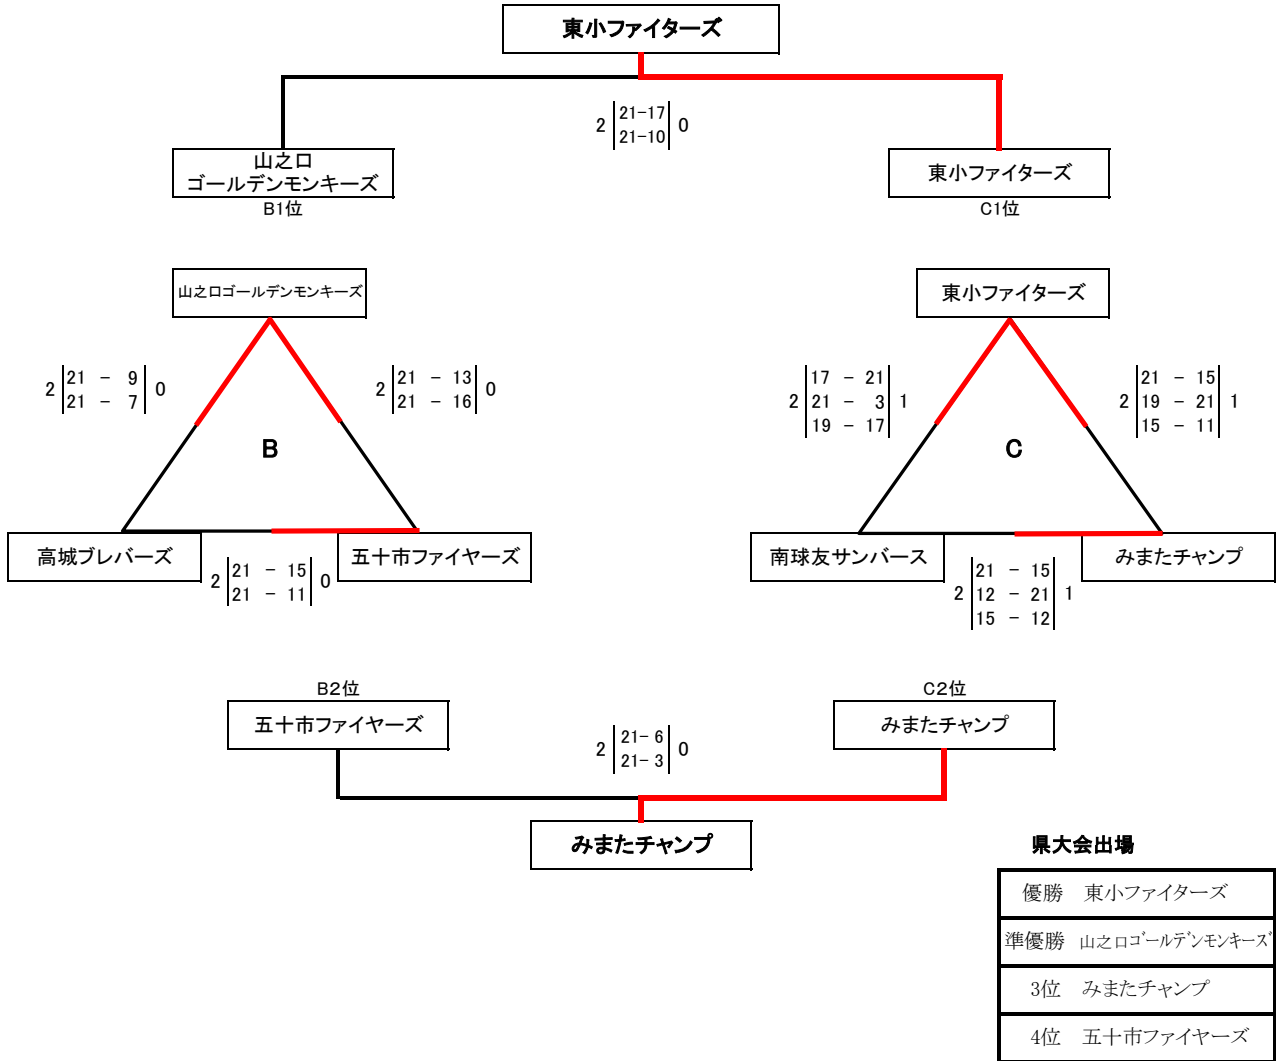 東小ファイターズ
2 21-17 0
21-10
山之口
ゴールデンモンキーズ
B1位
東小ファイターズ
C1位
山之口ゴールデンモンキーズ
2 21 - 9 0
21 - 7
2 21 - 13 0
21 - 16
B
高城ブレバーズ
五十市ファイヤーズ
2 21 - 15 0
21 - 11
東小ファイターズ
17 - 21
2 21 - 3 1
19 - 17
21 - 15
2 19 - 21 1
15 - 11
C
南球友サンバース
みまたチャンプ
21 - 15
2 12 - 21 1
15 - 12
B2位
五十市ファイヤーズ
C2位
みまたチャンプ
2 21- 6 0
21- 3
みまたチャンプ
県大会出場
優勝 東小ファイターズ
準優勝 山之口ゴールデンモンキーズ
3位 みまたチャンプ
4位 五十市ファイヤーズ